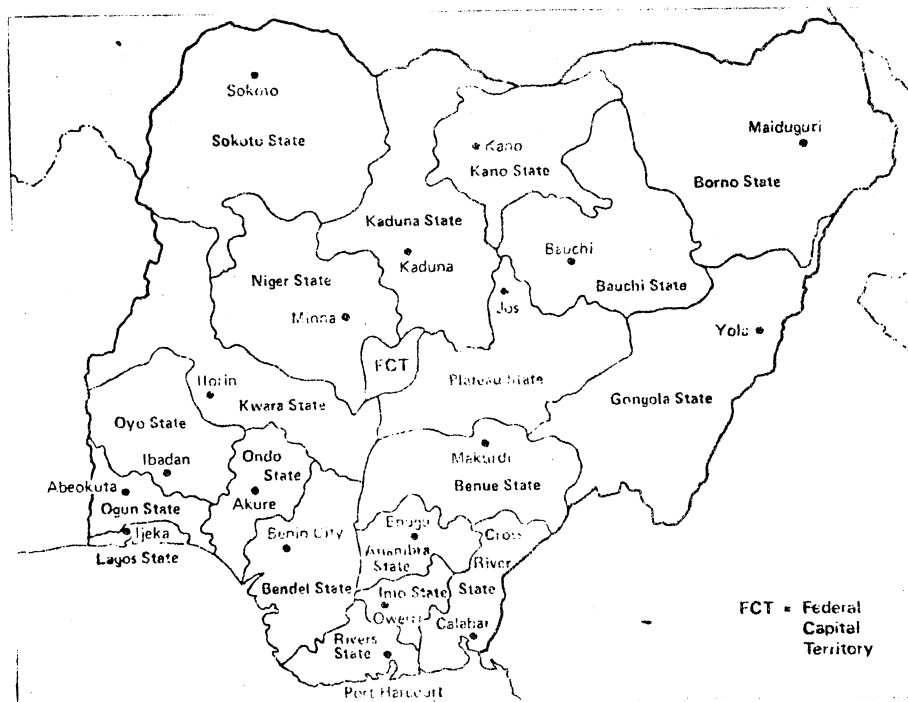 Sokoto
Sokoto State
Maiduguri
Kano
Kano State
Borno State
Kaduna State
Kaduna
Bauchi
Niger State
Bauchi State
Minna
Jos
Yola
FCT
Plateau State
Ilorin
Kwara State
Gongola State
Oyo State
Makurdi
Ondo
State
Ibadan
Benue State
Abeokuta
Akure
Ogun State
Enugu
Benin City
Cross
Ijeka
Anambra
State
Lagos State
River
State
Bendel State
Imo State
Owerri
Calabar
Rivers
State
Port Harcourt
FCT = Federal
Capital
Territory